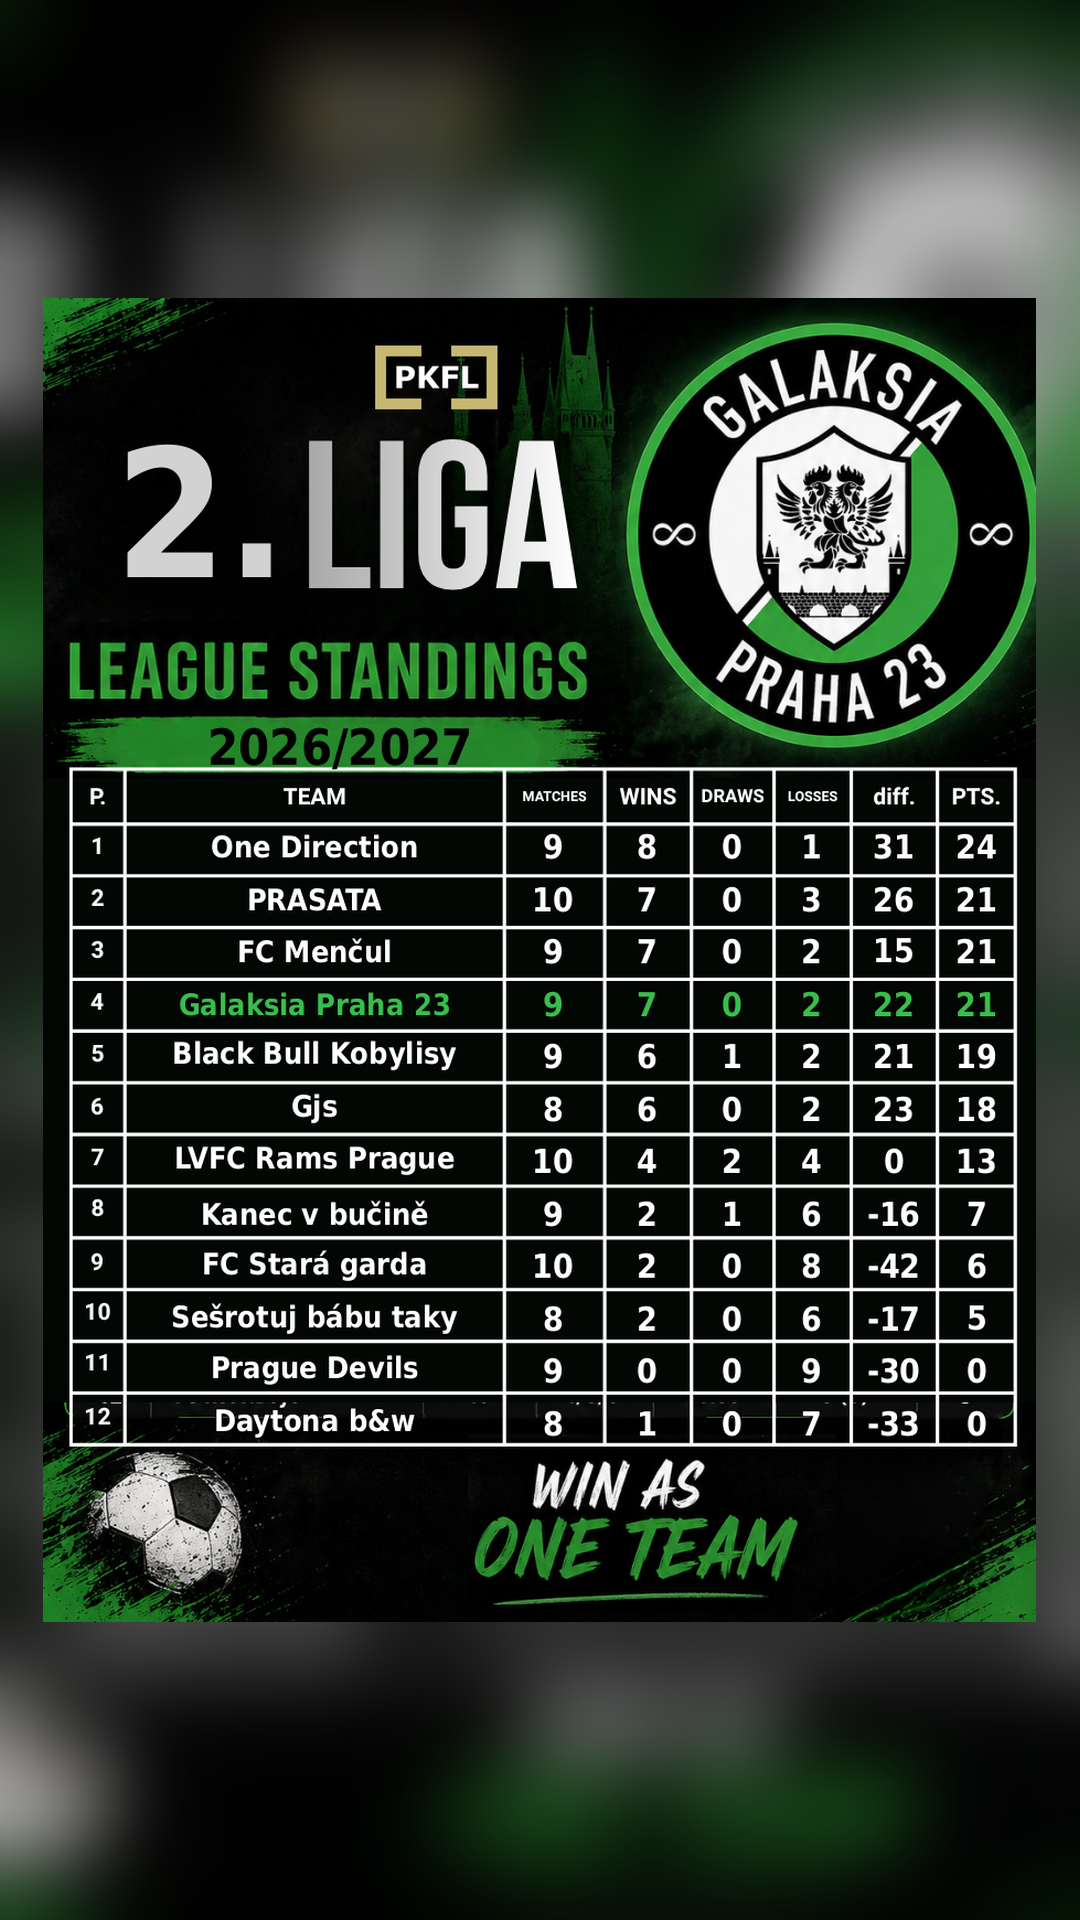 PKFL
2. LIGA
LEAGUE STANDINGS
2026/2027
GALAKSIA
PRAHA 23
P. TEAM MATCHES WINS DRAWS LOSSES diff. PTS.
1 One Direction 9 8 0 1 31 24
2 PRASATA 10 7 0 3 26 21
3 FC Menčul 9 7 0 2 15 21
4 Galaksia Praha 23 9 7 0 2 22 21
5 Black Bull Kobylisy 9 6 1 2 21 19
6 Gjs 8 6 0 2 23 18
7 LVFC Rams Prague 10 4 2 4 0 13
8 Kanec v bučině 9 2 1 6 -16 7
9 FC Stará garda 10 2 0 8 -42 6
10 Sešrotuj bábu taky 8 2 0 6 -17 5
11 Prague Devils 9 0 0 9 -30 0
12 Daytona b&w 8 1 0 7 -33 0
WIN AS
ONE TEAM